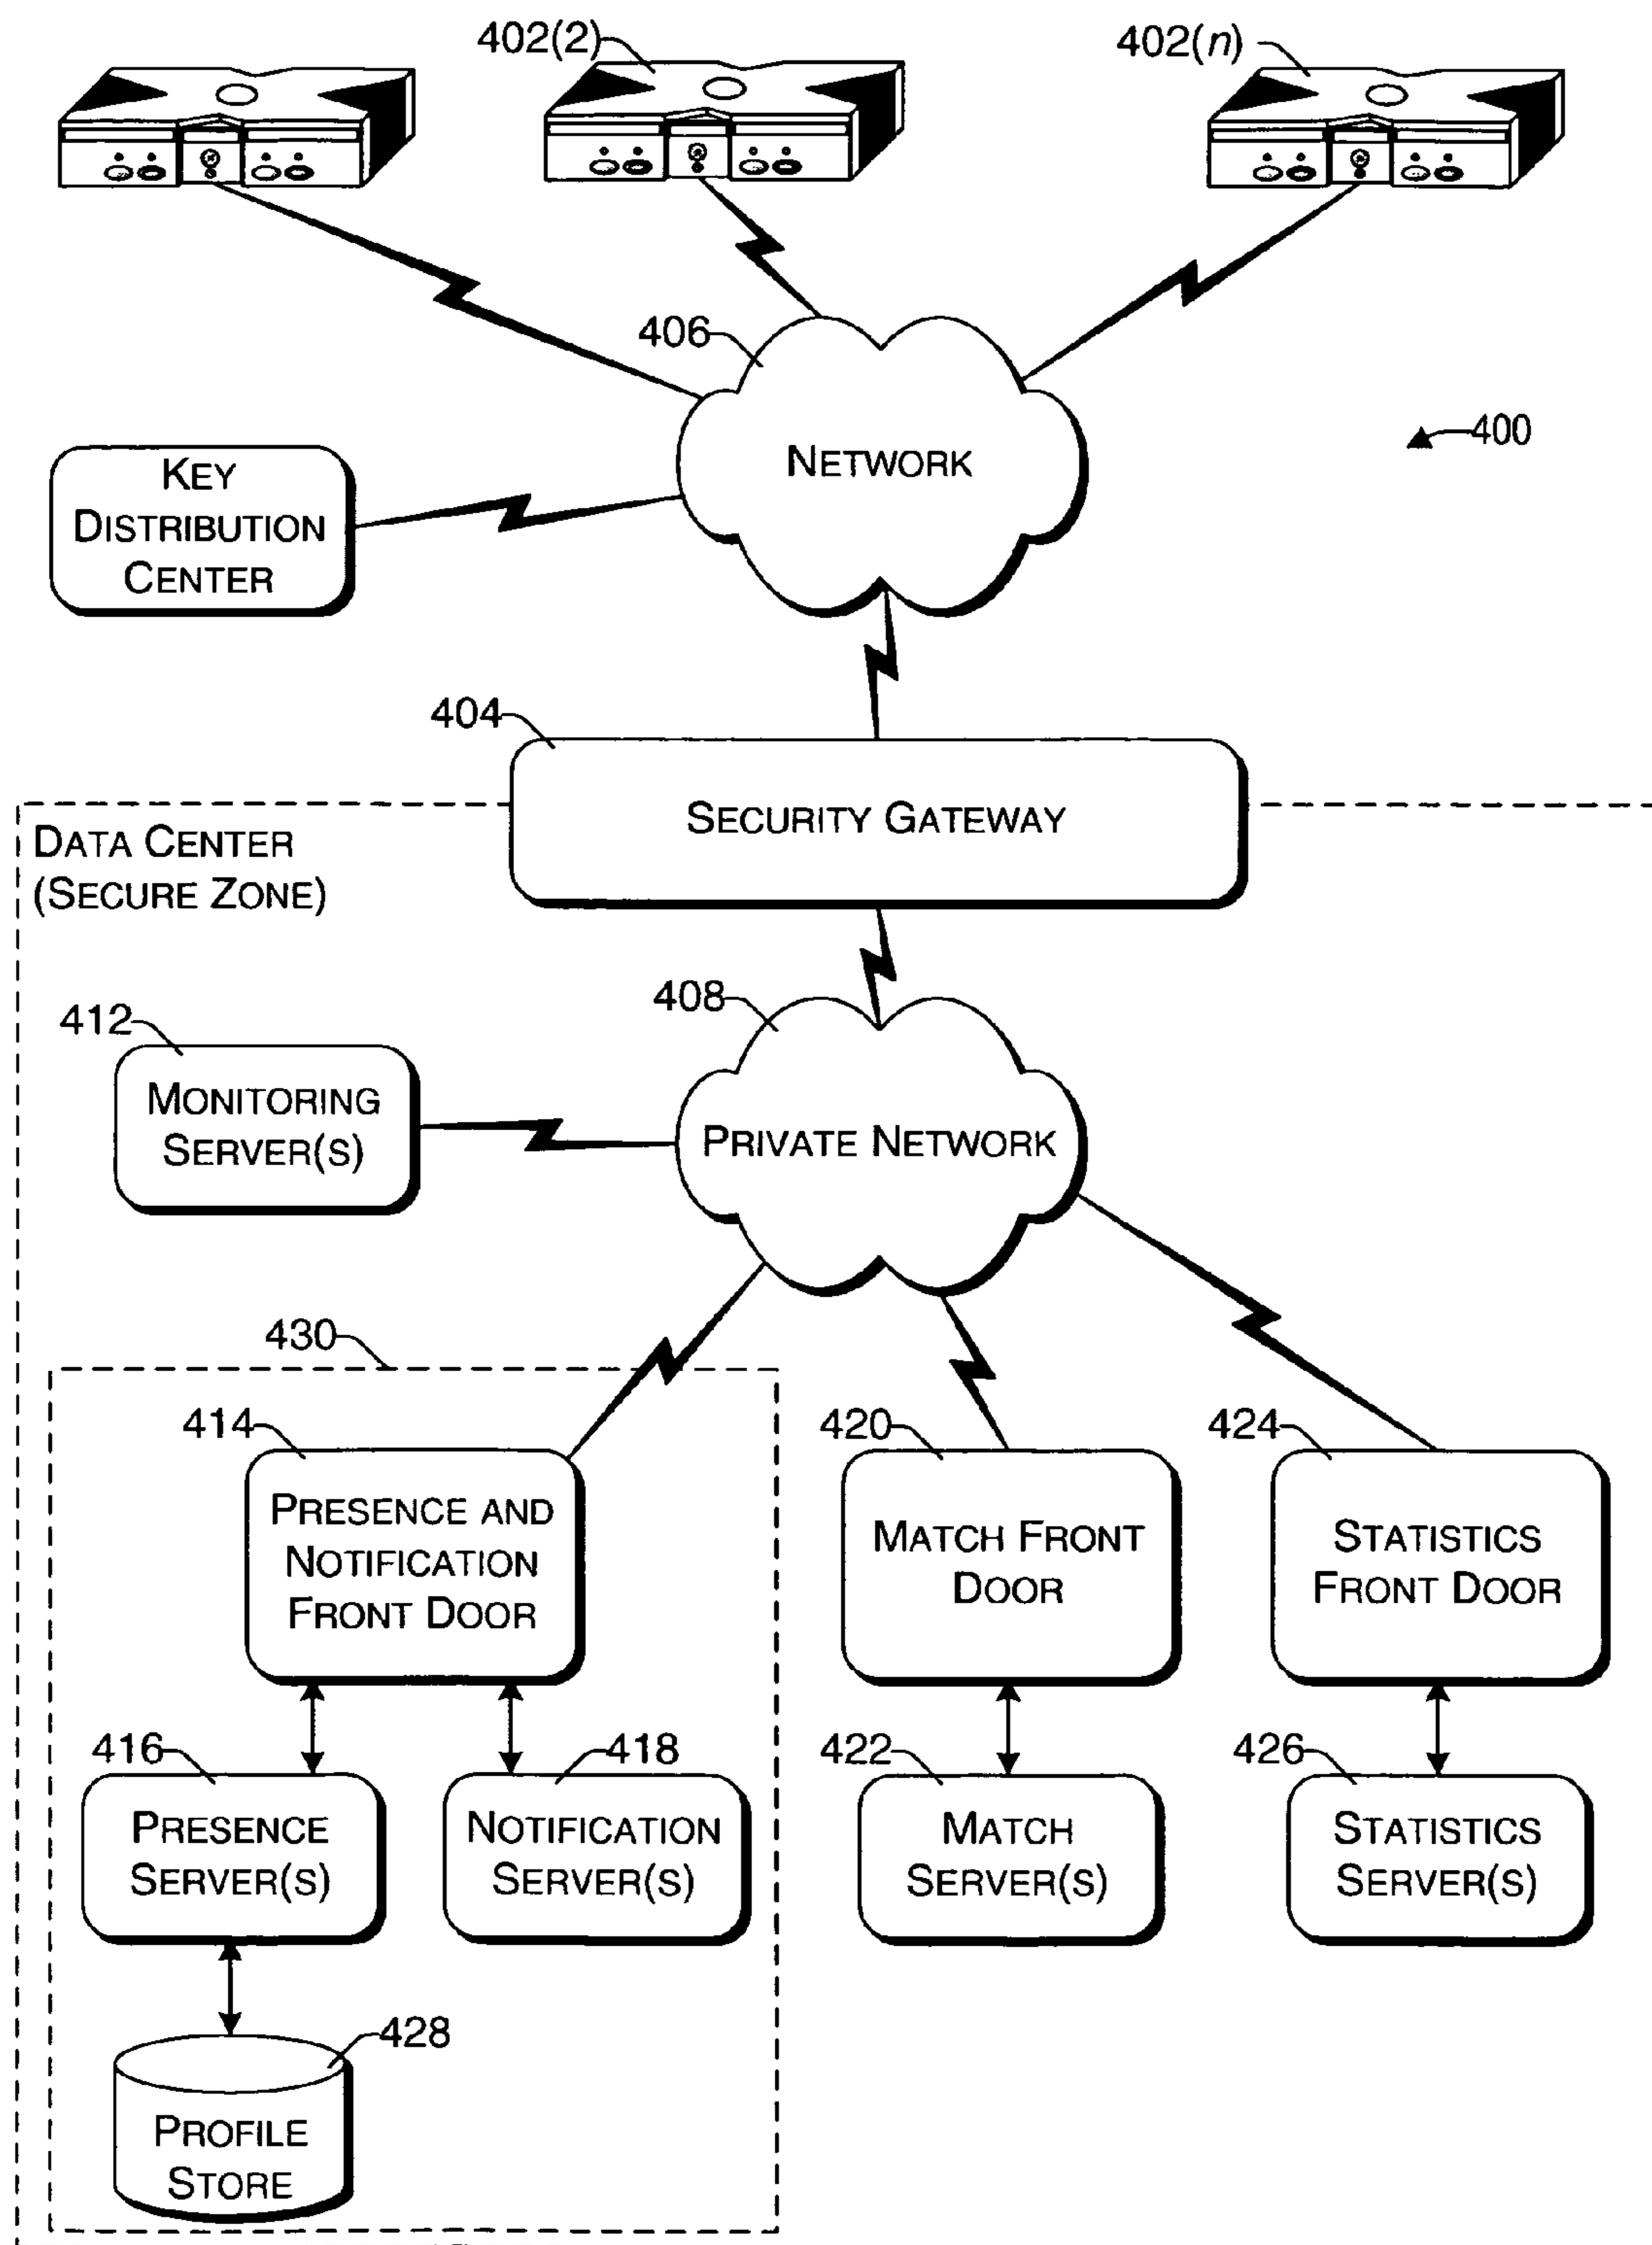 402(2)
402(n)
406
NETWORK
400
KEY
DISTRIBUTION
CENTER
404
SECURITY GATEWAY
DATA CENTER
(SECURE ZONE)
408
412
MONITORING
SERVER(S)
PRIVATE NETWORK
430
414
420
424
PRESENCE AND
NOTIFICATION
FRONT DOOR
MATCH FRONT
DOOR
STATISTICS
FRONT DOOR
416
418
422
426
PRESENCE
SERVER(S)
NOTIFICATION
SERVER(S)
MATCH
SERVER(S)
STATISTICS
SERVER(S)
428
PROFILE
STORE